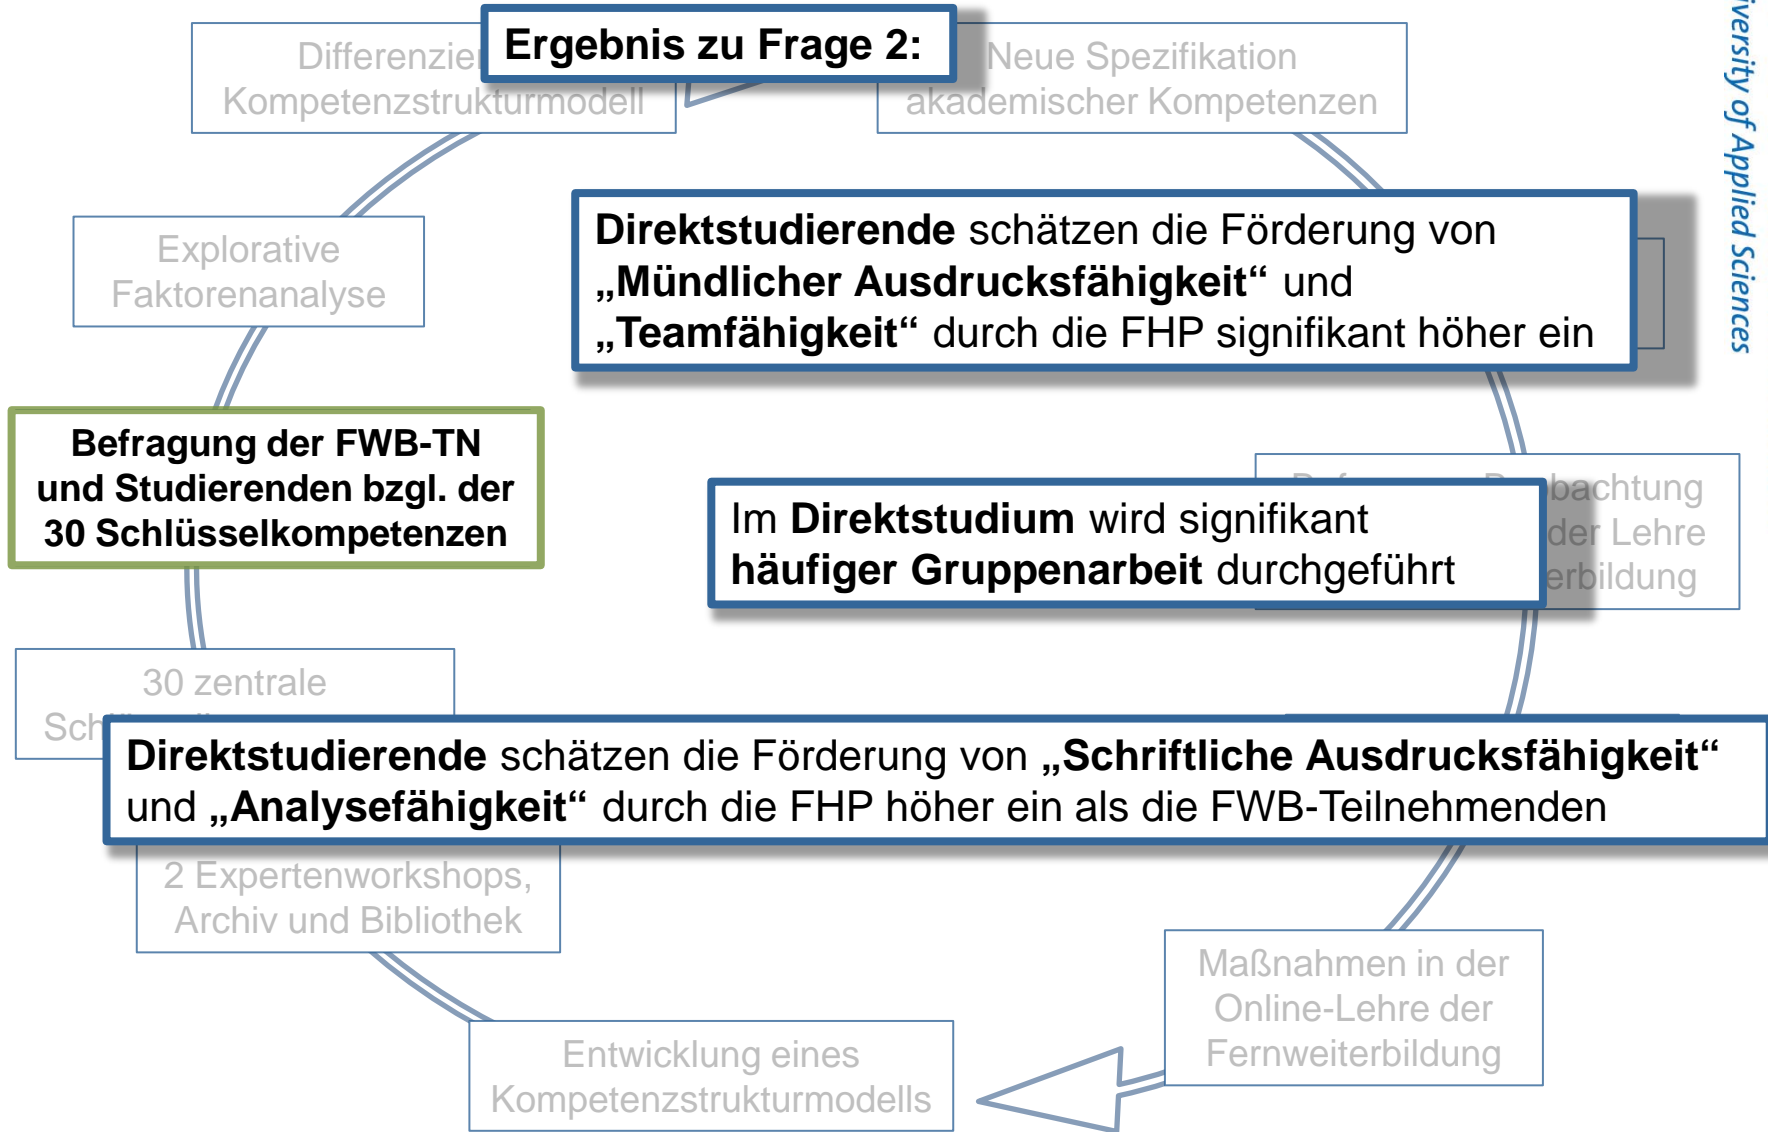 Ergebnis zu Frage 2:
Kompetenzstrukturmodell
Neue Spezifikation
akademischer Kompetenzen
University of Applied Sciences
Direktstudierende schätzen die Förderung von
„Mündlicher Ausdrucksfähigkeit“ und
„Teamfähigkeit“ durch die FHP signifikant höher ein
Explorative
Faktorenanalyse
Befragung der FWB-TN
und Studierenden bzgl. der
30 Schlüsselkompetenzen
Im Direktstudium wird signifikant
häufiger Gruppenarbeit durchgeführt
der Lehre
30 zentrale
Direktstudierende schätzen die Förderung von „Schriftliche Ausdrucksfähigkeit“
und „Analysefähigkeit“ durch die FHP höher ein als die FWB-Teilnehmenden
2 Expertenworkshops,
Archiv und Bibliothek
Maßnahmen in der
Online-Lehre der
Fernweiterbildung
Entwicklung eines
Kompetenzstrukturmodells